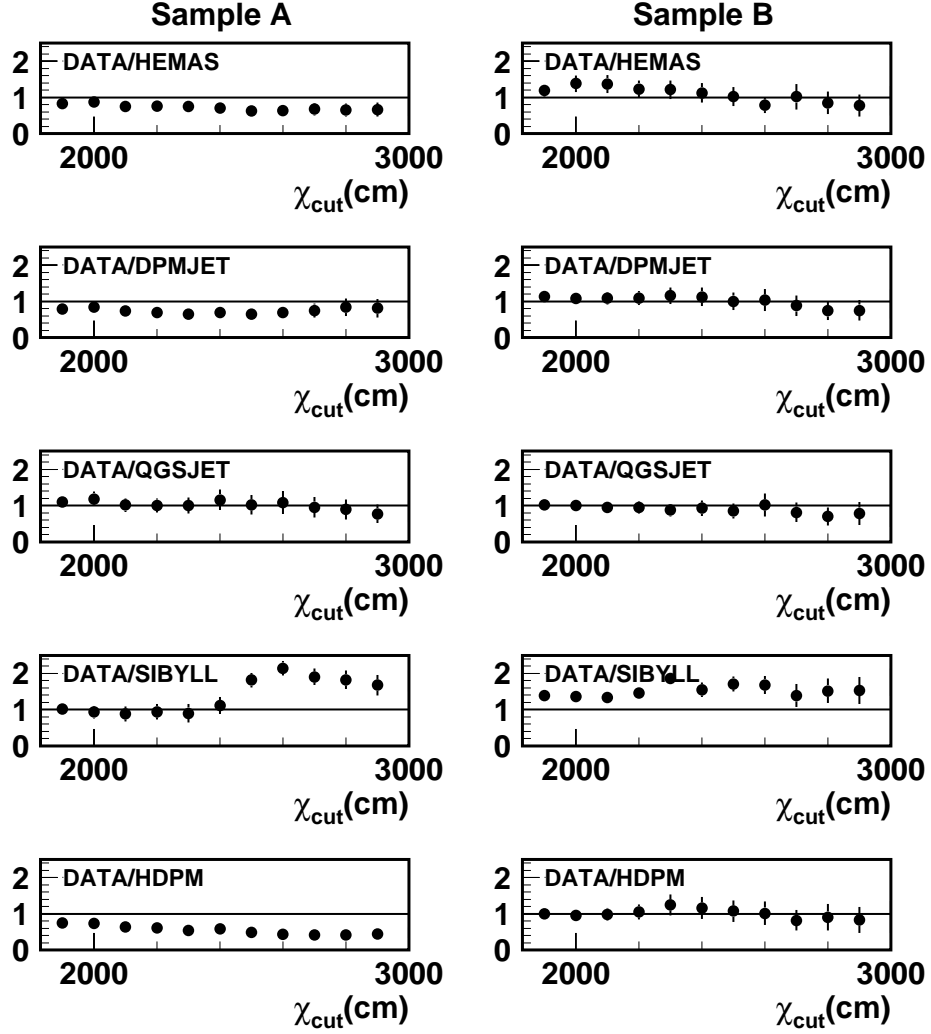 Sample A Sample B
DATA/HEMAS
2
1
0
2000 3000
χcut(cm)
DATA/HEMAS
2
1
0
2000 3000
χcut(cm)
DATA/DPMJET
2
1
0
2000 3000
χcut(cm)
DATA/DPMJET
2
1
0
2000 3000
χcut(cm)
DATA/QGSJET
2
1
0
2000 3000
χcut(cm)
DATA/QGSJET
2
1
0
2000 3000
χcut(cm)
DATA/SIBYLL
2
1
0
2000 3000
χcut(cm)
DATA/SIBYLL
2
1
0
2000 3000
χcut(cm)
DATA/HDPM
2
1
0
2000 3000
χcut(cm)
DATA/HDPM
2
1
0
2000 3000
χcut(cm)